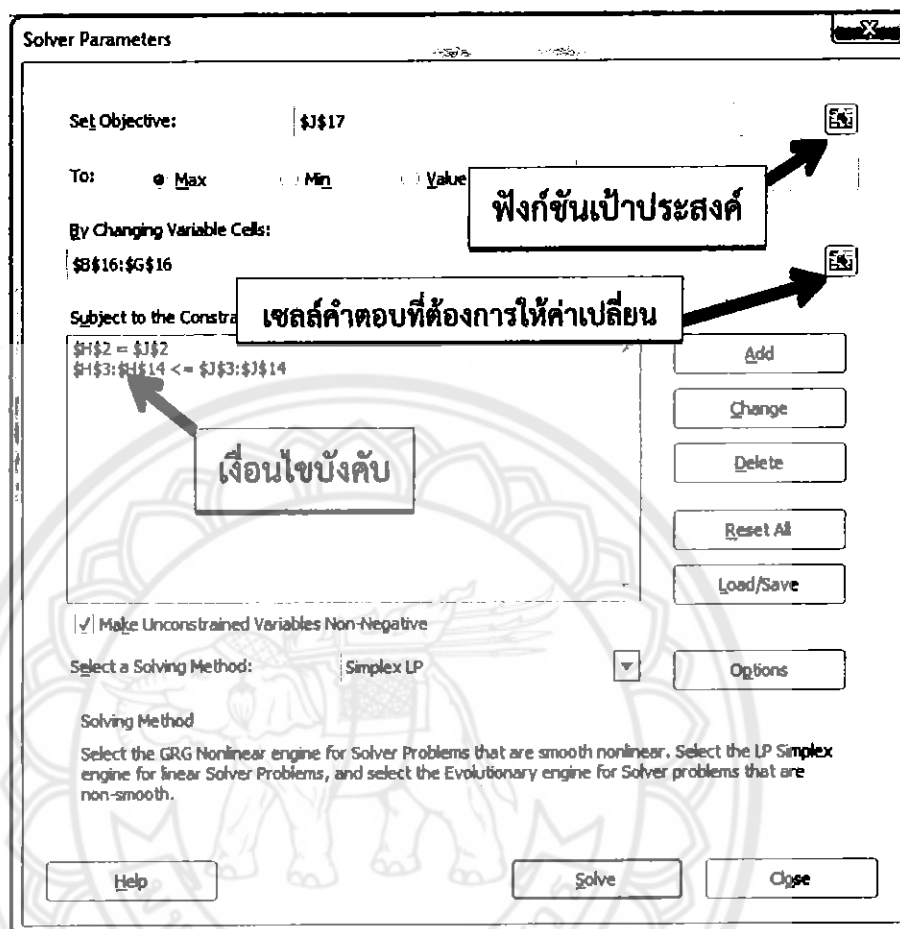 Solver Parameters
Set Objective: $J$17
To: Max Min Value
ฟังก์ชันเป้าประสงค์
By Changing Variable Cells:
$B$16:$G$16
เซลล์คำตอบที่ต้องการให้ค่าเปลี่ยน
Subject to the Constra
$H$2 = $J$2
$H$3:$H$14 <= $J$3:$J$14
เงื่อนไขบังคับ
Add
Change
Delete
Reset All
Load/Save
Make Unconstrained Variables Non-Negative
Select a Solving Method: Simplex LP
Options
Solving Method
Select the GRG Nonlinear engine for Solver Problems that are smooth nonlinear. Select the LP Simplex
engine for linear Solver Problems, and select the Evolutionary engine for Solver problems that are
non-smooth.
Help
Solve
Close